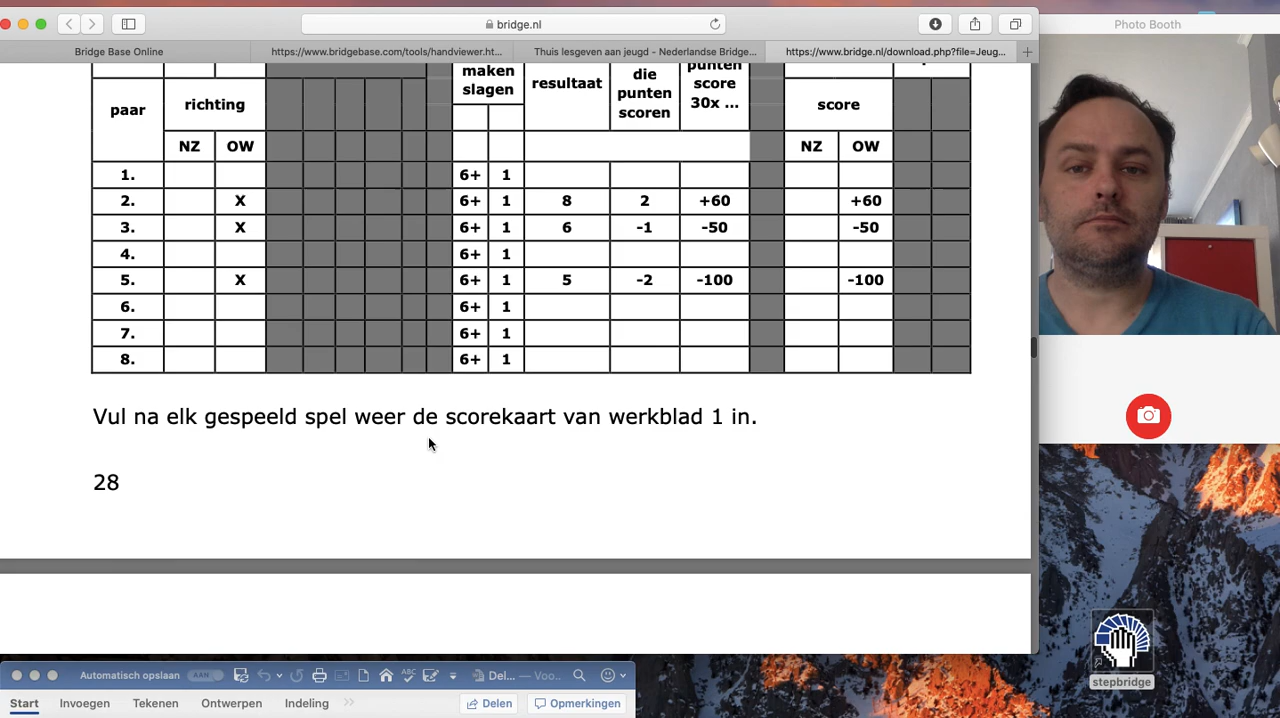 bridge.nl
Photo Booth
Bridge Base Online
https://www.bridgebase.com/tools/handviewer.ht...
Thuis lesgeven aan jeugd - Nederlandse Bridge...
https://www.bridge.nl/download.php?file=Jeug...
paar richting maken slagen resultaat die punten scoren punten score 30x ... score
NZ OW NZ OW
1. 6+ 1
2. X 6+ 1 8 2 +60 +60
3. X 6+ 1 6 -1 -50 -50
4. 6+ 1
5. X 6+ 1 5 -2 -100 -100
6. 6+ 1
7. 6+ 1
8. 6+ 1
Vul na elk gespeeld spel weer de scorekaart van werkblad 1 in.
28
stepbridge
Automatisch opslaan AAN Del... — Voo...
Start Invoegen Tekenen Ontwerpen Indeling Delen Opmerkingen